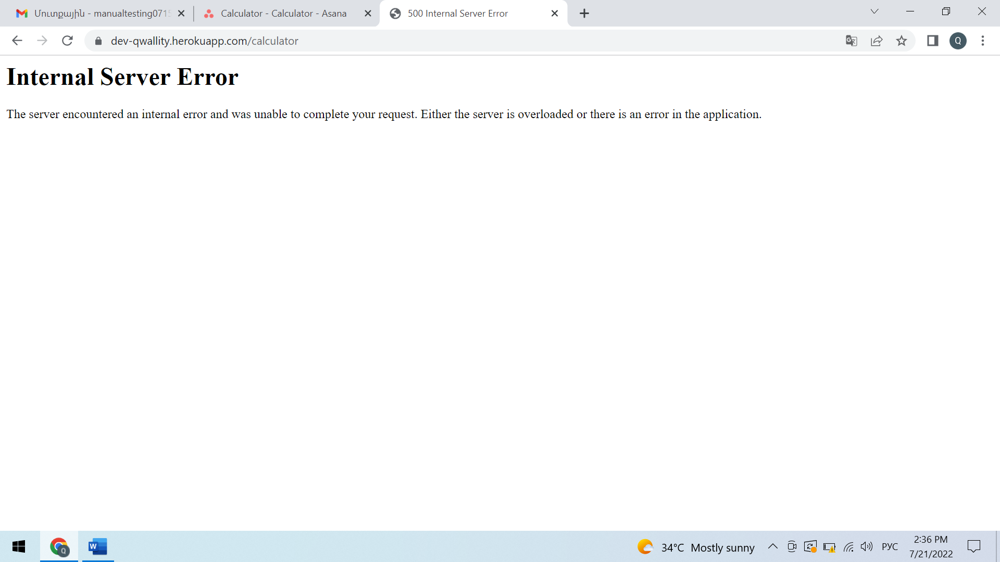 Մուտքային - manualtesting0715
Calculator - Calculator - Asana
500 Internal Server Error
dev-qwallity.herokuapp.com/calculator
Q
Internal Server Error
The server encountered an internal error and was unable to complete your request. Either the server is overloaded or there is an error in the application.
Q
W
34°C Mostly sunny
РУС
2:36 PM
7/21/2022